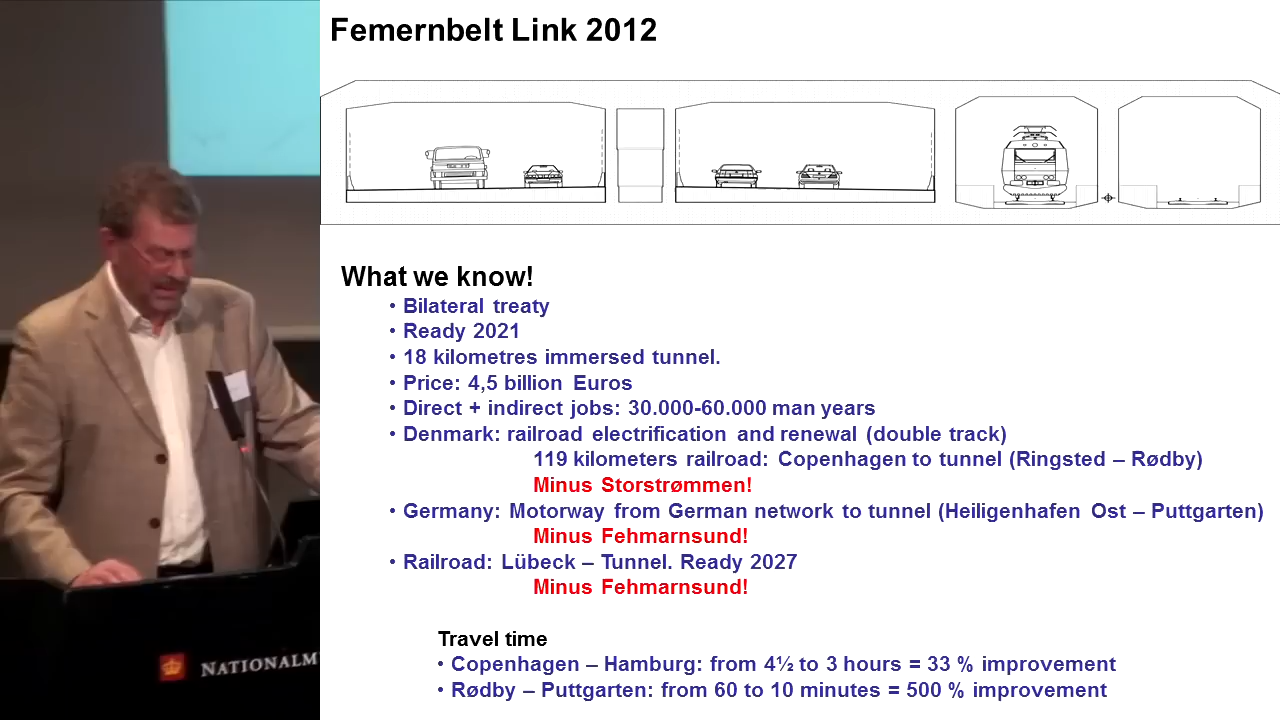 Femernbelt Link 2012
What we know!
• Bilateral treaty
• Ready 2021
• 18 kilometres immersed tunnel.
• Price: 4,5 billion Euros
• Direct + indirect jobs: 30.000-60.000 man years
• Denmark: railroad electrification and renewal (double track)
119 kilometers railroad: Copenhagen to tunnel (Ringsted – Rødby)
Minus Storstrømmen!
• Germany: Motorway from German network to tunnel (Heiligenhafen Ost – Puttgarten)
Minus Fehmarnsund!
• Railroad: Lübeck – Tunnel. Ready 2027
Minus Fehmarnsund!
Travel time
• Copenhagen – Hamburg: from 4½ to 3 hours = 33 % improvement
• Rødby – Puttgarten: from 60 to 10 minutes = 500 % improvement
NATIONALM